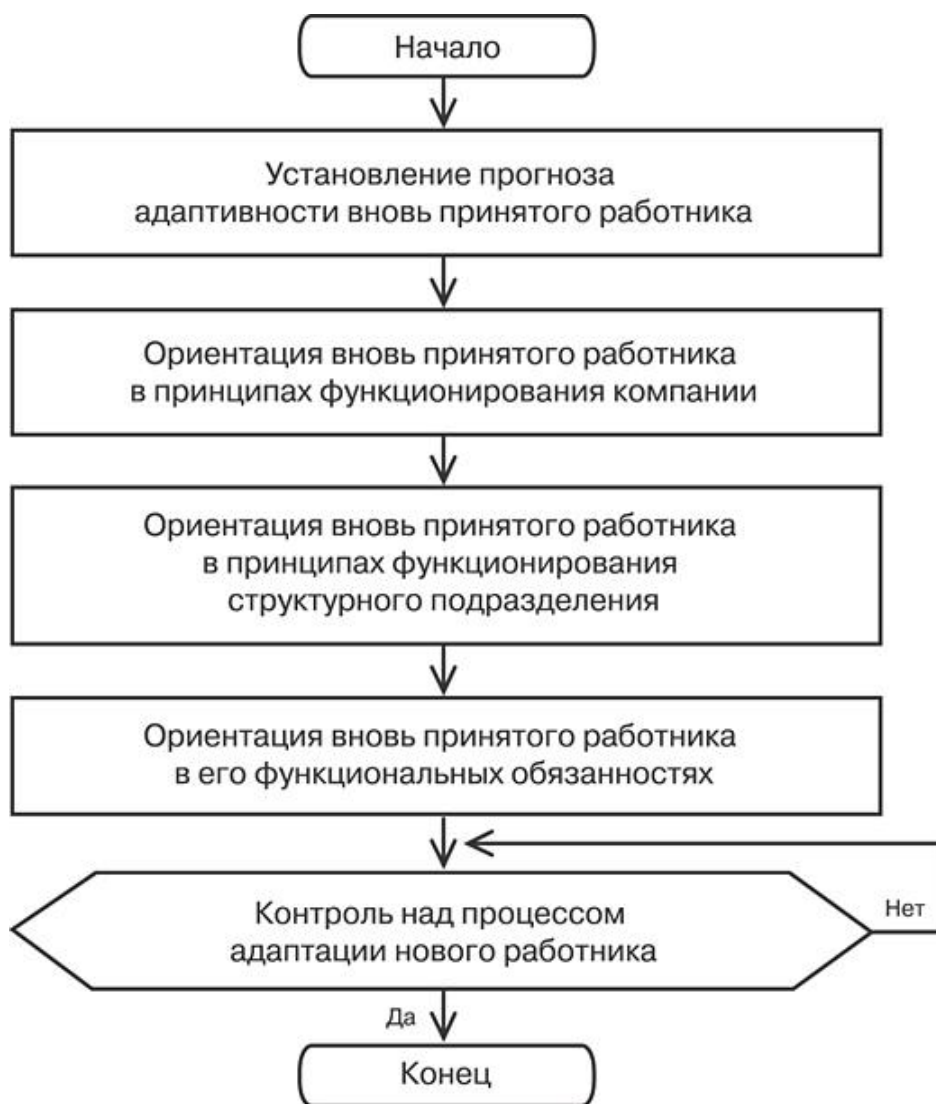 Начало
Установление прогноза
адаптивности вновь принятого работника
Ориентация вновь принятого работника
в принципах функционирования компании
Ориентация вновь принятого работника
в принципах функционирования
структурного подразделения
Ориентация вновь принятого работника
в его функциональных обязанностях
Контроль над процессом
адаптации нового работника
Нет
Да
Конец